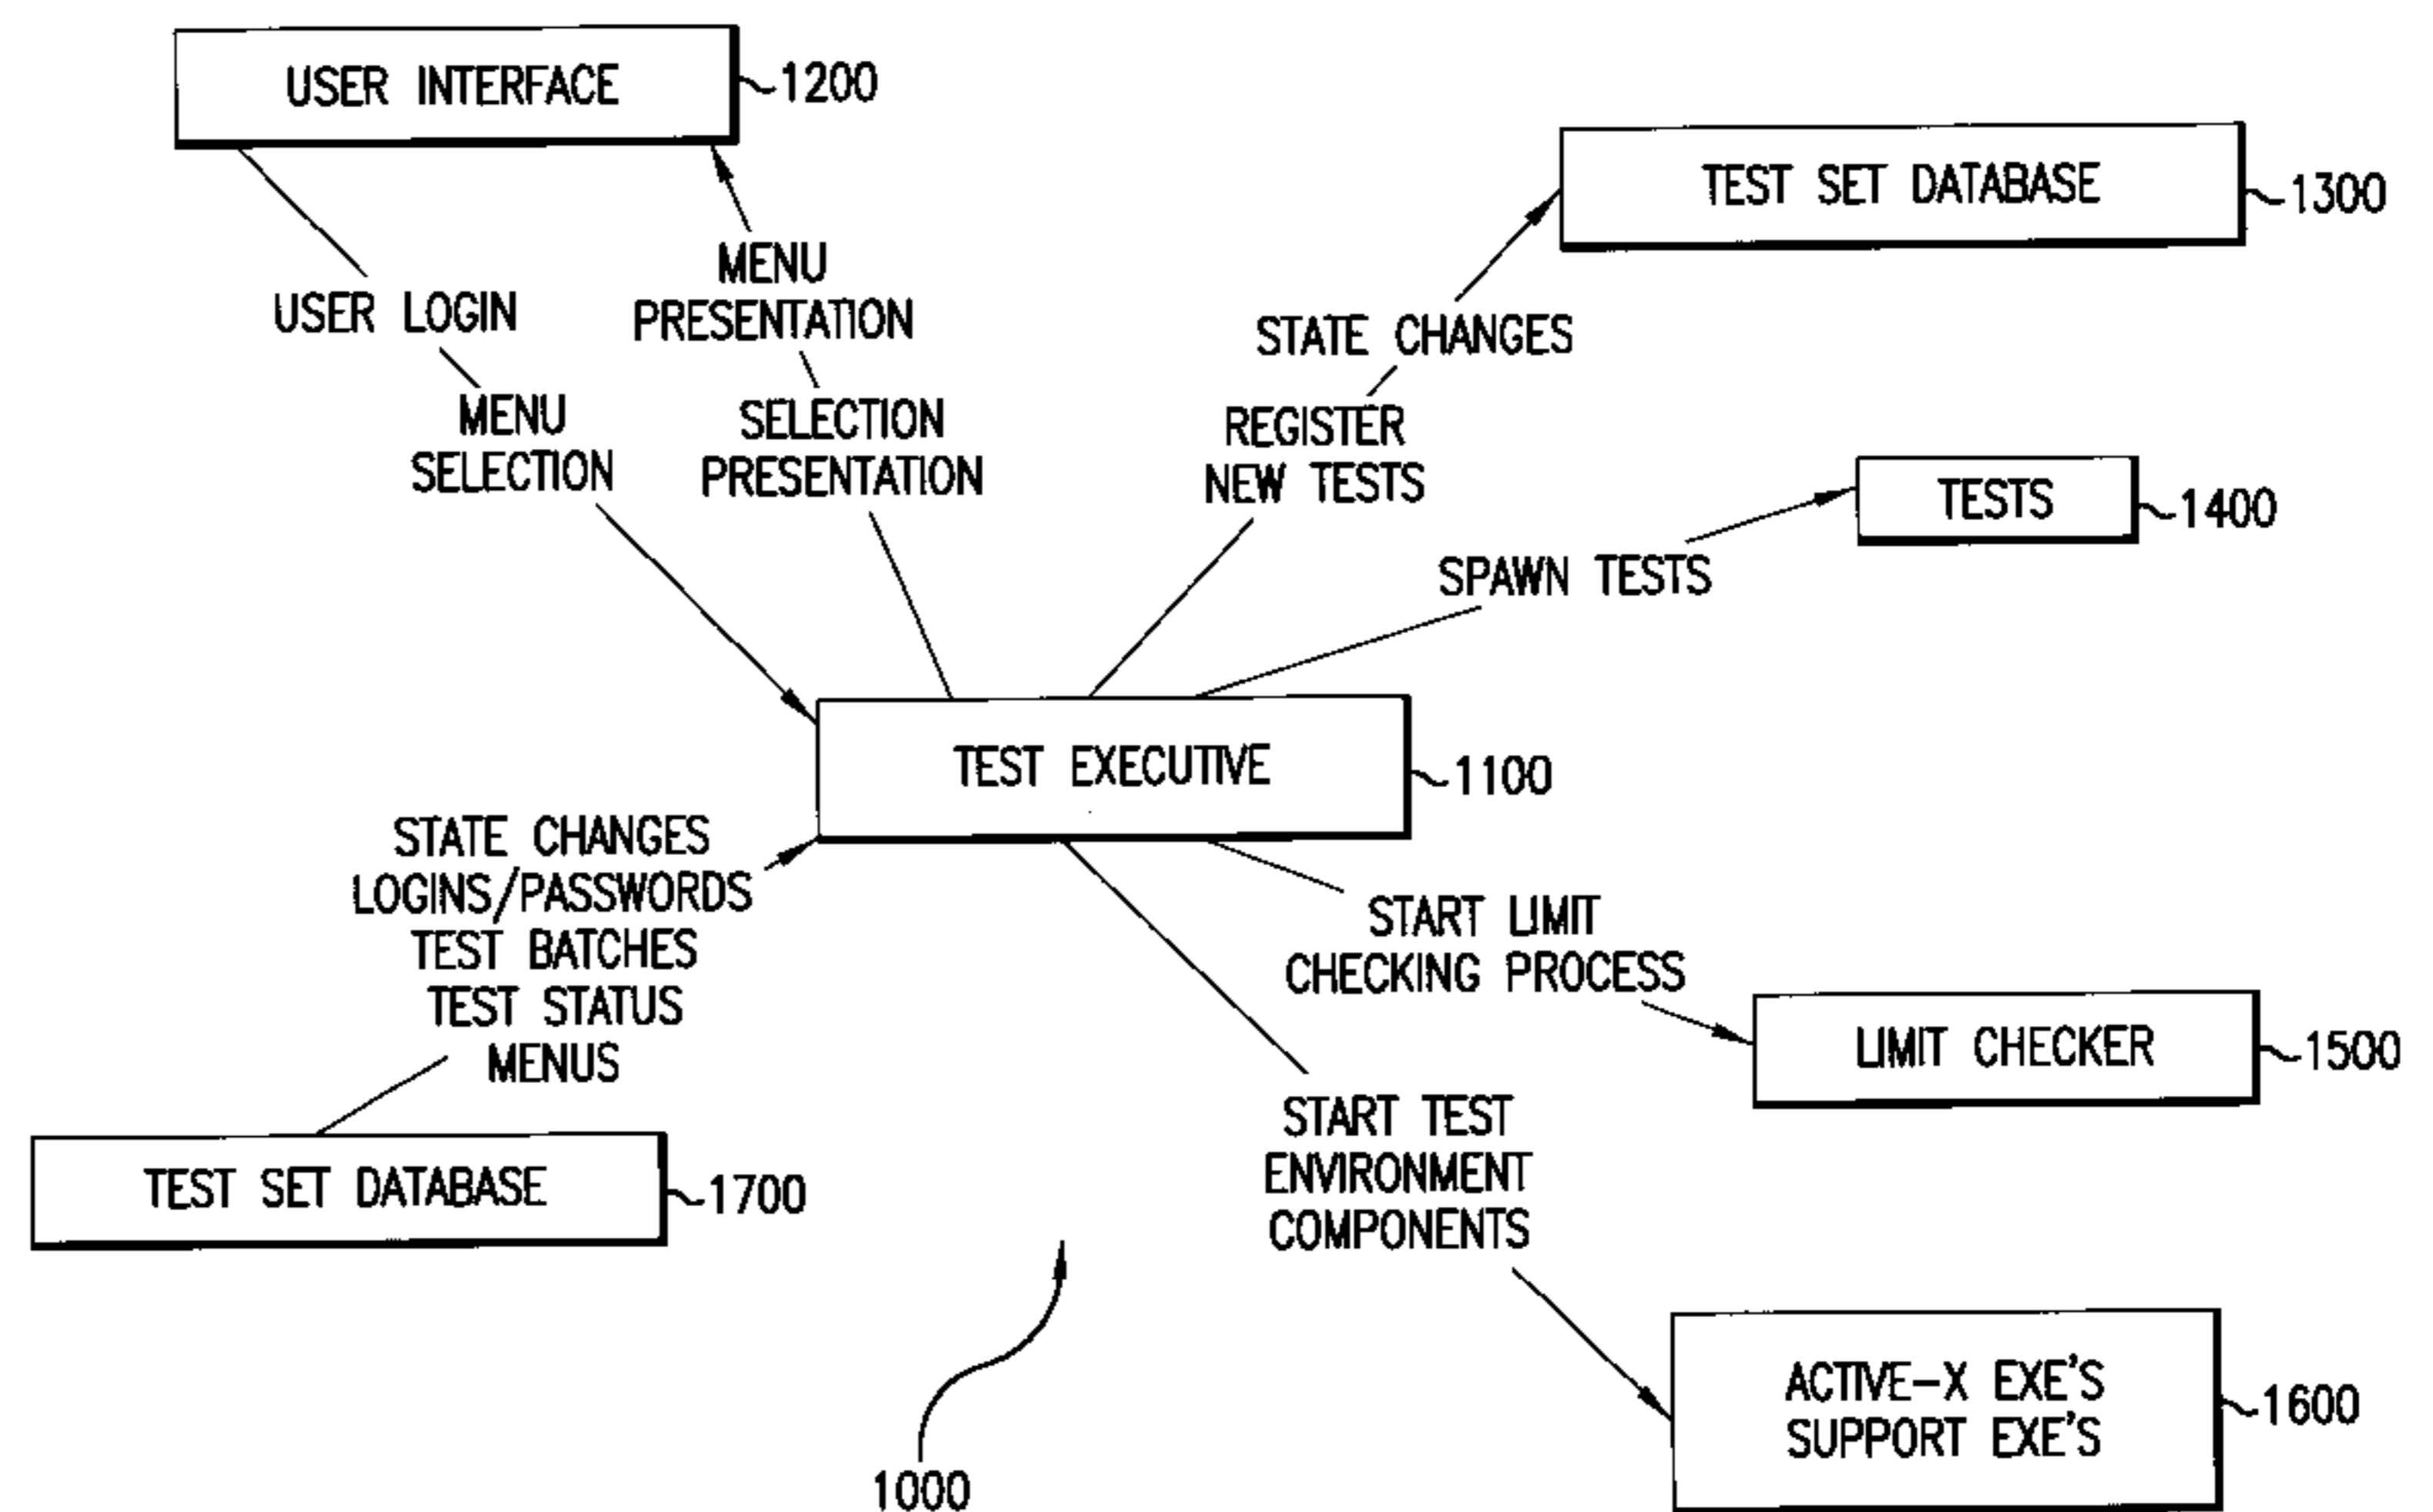 USER INTERFACE
1200
TEST SET DATABASE
1300
USER LOGIN
MENU
SELECTION
MENU
PRESENTATION
SELECTION
PRESENTATION
STATE CHANGES
REGISTER
NEW TESTS
TESTS
1400
SPAWN TESTS
TEST EXECUTIVE
1100
STATE CHANGES
LOGINS/PASSWORDS
TEST BATCHES
TEST STATUS
MENUS
START LIMIT
CHECKING PROCESS
LIMIT CHECKER
1500
TEST SET DATABASE
1700
START TEST
ENVIRONMENT
COMPONENTS
ACTIVE-X EXE'S
SUPPORT EXE'S
1600
1000